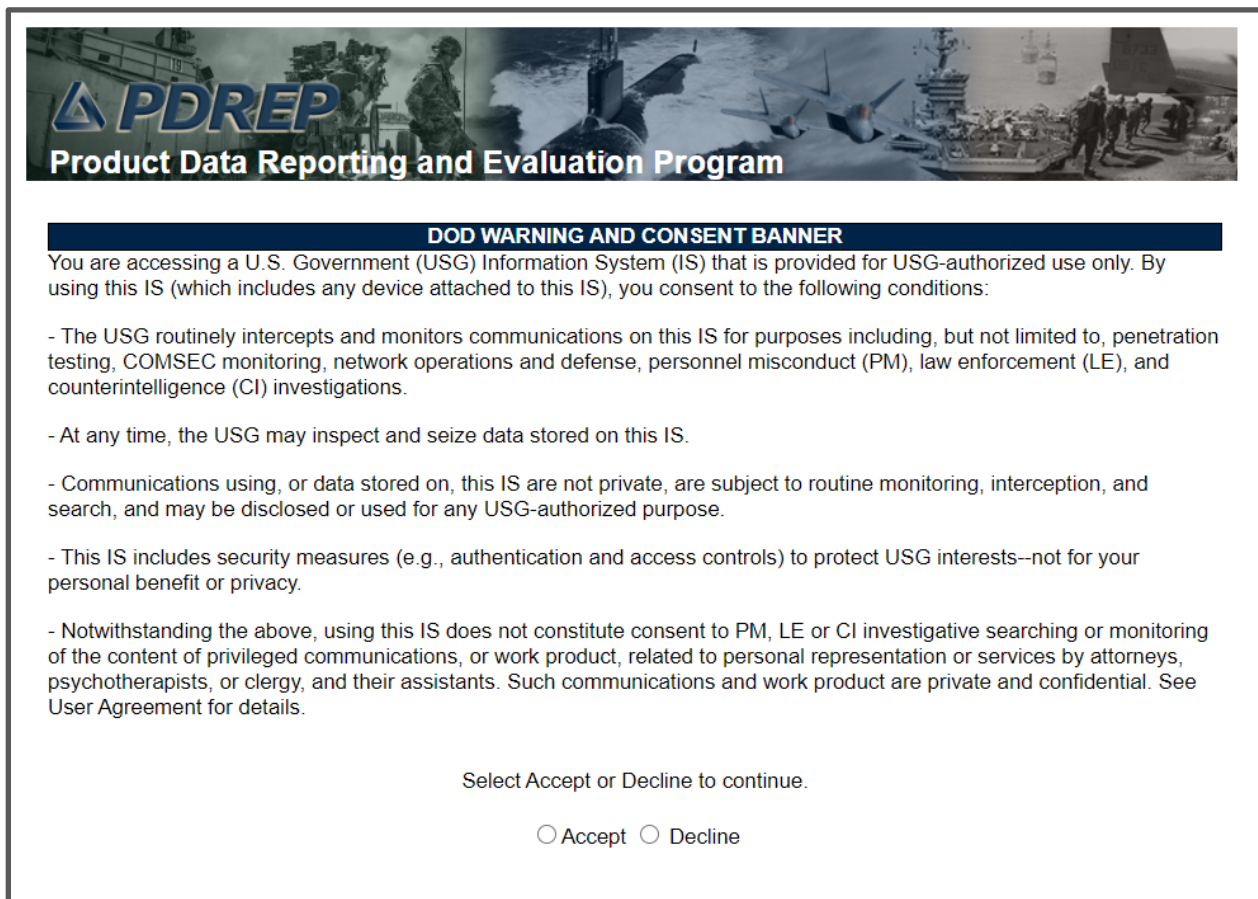 19
8733
PDREP
Product Data Reporting and Evaluation Program
DOD WARNING AND CONSENT BANNER
You are accessing a U.S. Government (USG) Information System (IS) that is provided for USG-authorized use only. By
using this IS (which includes any device attached to this IS), you consent to the following conditions:
- The USG routinely intercepts and monitors communications on this IS for purposes including, but not limited to, penetration
testing, COMSEC monitoring, network operations and defense, personnel misconduct (PM), law enforcement (LE), and
counterintelligence (CI) investigations.
- At any time, the USG may inspect and seize data stored on this IS.
- Communications using, or data stored on, this IS are not private, are subject to routine monitoring, interception, and
search, and may be disclosed or used for any USG-authorized purpose.
- This IS includes security measures (e.g., authentication and access controls) to protect USG interests--not for your
personal benefit or privacy.
- Notwithstanding the above, using this IS does not constitute consent to PM, LE or CI investigative searching or monitoring
of the content of privileged communications, or work product, related to personal representation or services by attorneys,
psychotherapists, or clergy, and their assistants. Such communications and work product are private and confidential. See
User Agreement for details.
Select Accept or Decline to continue.
Accept Decline